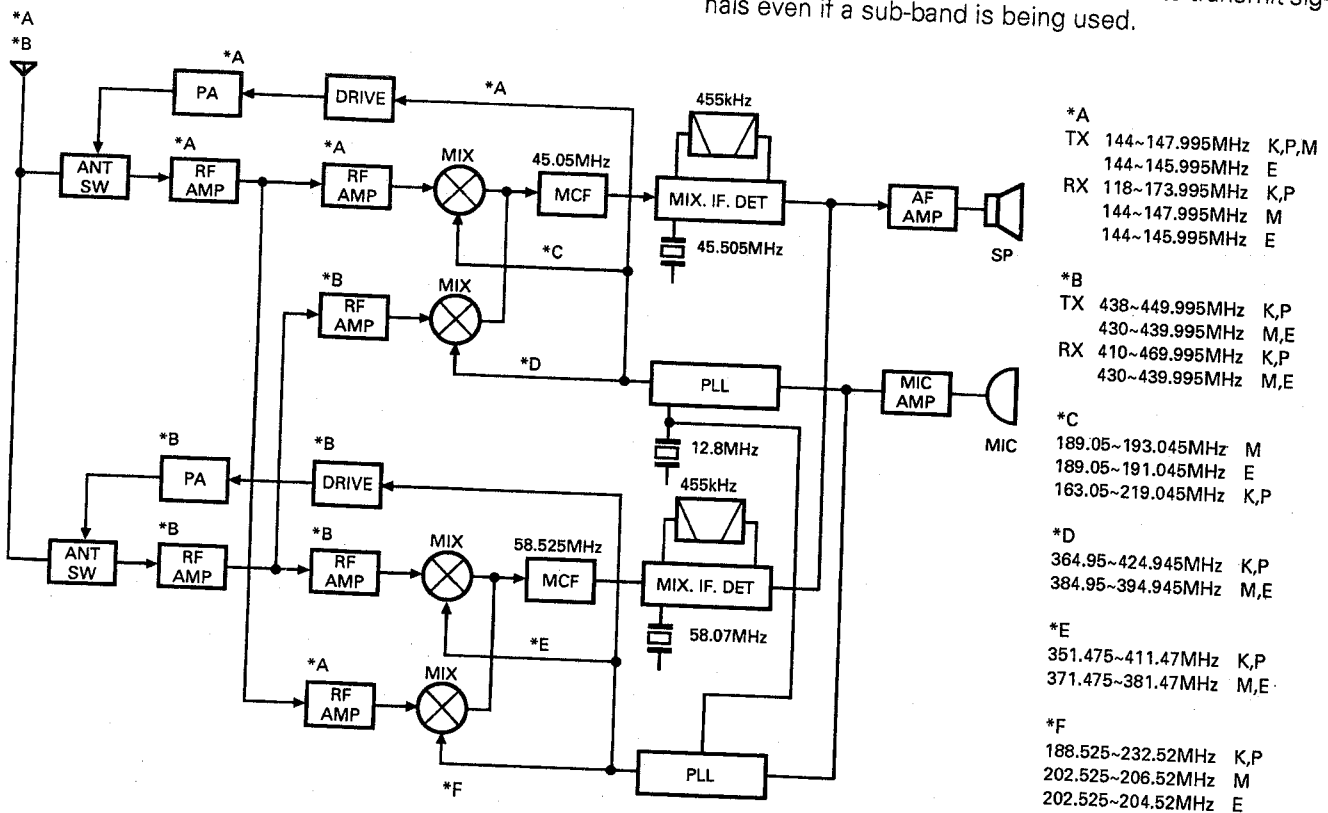 to transmit sig-
nals even if a sub-band is being used.
*A
*B
*A
PA
DRIVE
*A
ANT
SW
*A
RF
AMP
*A
RF
AMP
MIX
45.05MHz
MCF
455kHz
MIX. IF. DET
45.505MHz
AF
AMP
SP
*C
*B
RF
AMP
MIX
*D
PLL
12.8MHz
MIC
AMP
MIC
*B
PA
*B
DRIVE
455kHz
ANT
SW
*B
RF
AMP
*B
RF
AMP
MIX
58.525MHz
MCF
MIX. IF. DET
58.07MHz
*E
*A
RF
AMP
MIX
*F
PLL
*A
TX 144~147.995MHz K,P,M
144~145.995MHz E
RX 118~173.995MHz K,P
144~147.995MHz M
144~145.995MHz E
*B
TX 438~449.995MHz K,P
430~439.995MHz M,E
RX 410~469.995MHz K,P
430~439.995MHz M,E
*C
189.05~193.045MHz M
189.05~191.045MHz E
163.05~219.045MHz K,P
*D
364.95~424.945MHz K,P
384.95~394.945MHz M,E
*E
351.475~411.47MHz K,P
371.475~381.47MHz M,E
*F
188.525~232.52MHz K,P
202.525~206.52MHz M
202.525~204.52MHz E